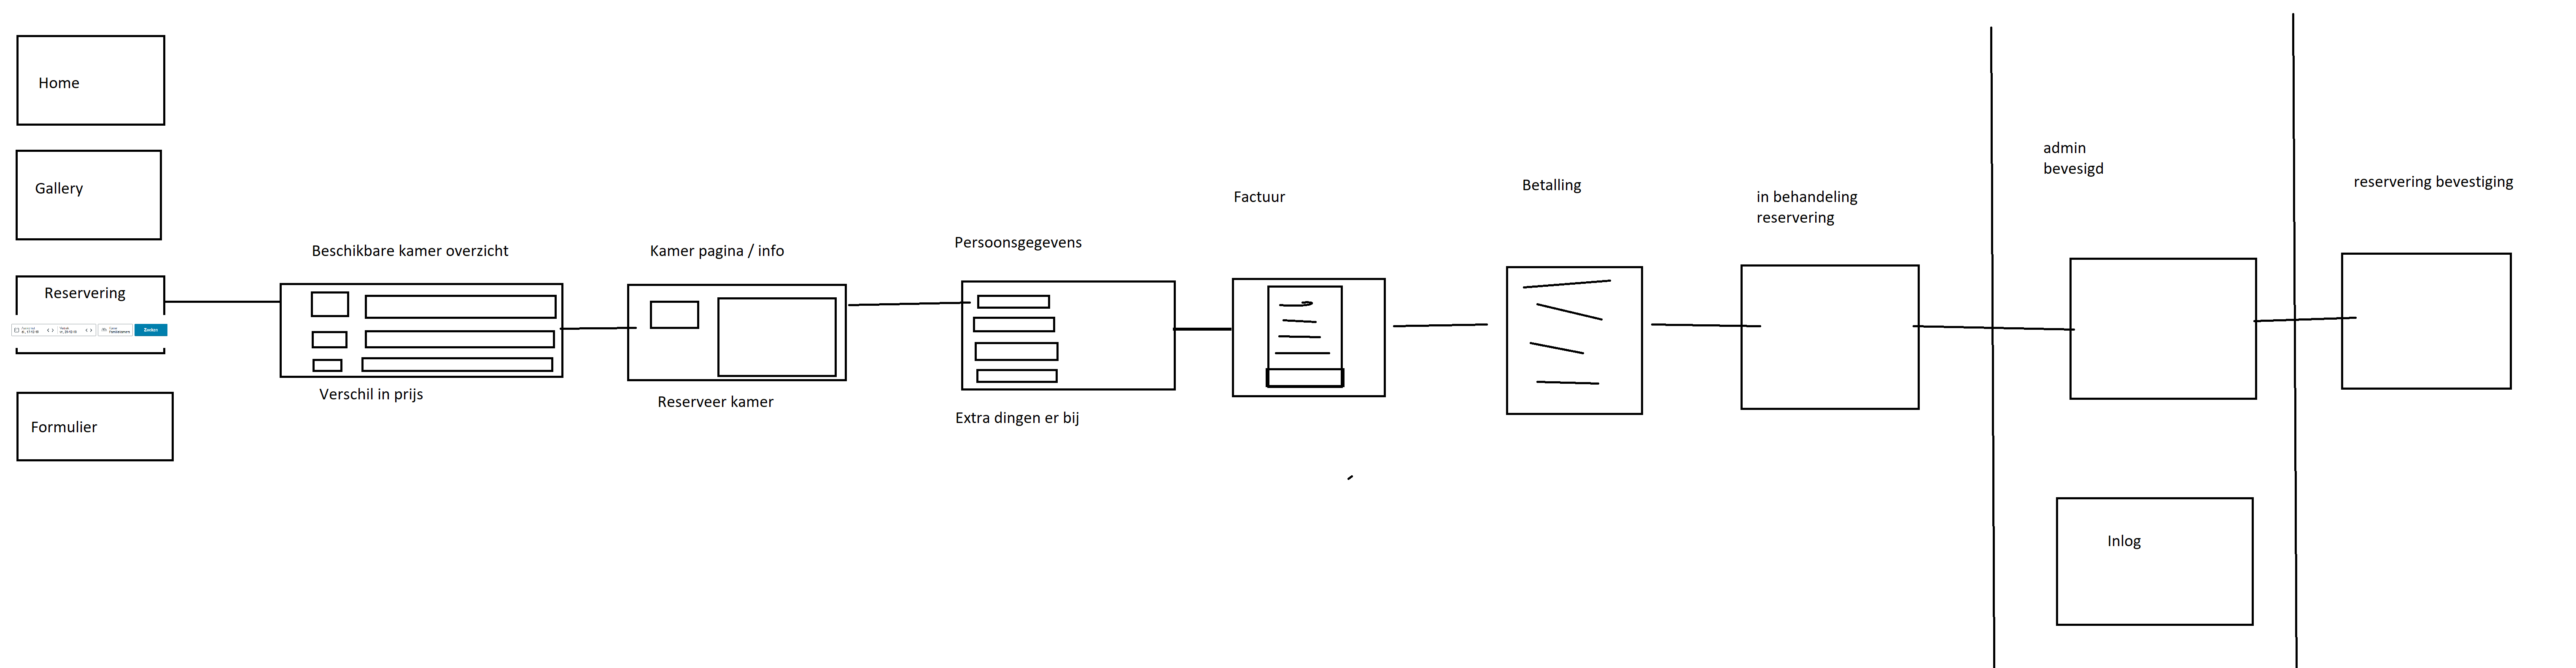 Home
Gallery
Reservering
Zoeken
Formulier
Beschikbare kamer overzicht
Verschil in prijs
Kamer pagina / info
Reserveer kamer
Persoonsgegevens
Extra dingen er bij
Factuur
Betalling
in behandeling
reservering
admin
bevesigd
Inlog
reservering bevestiging